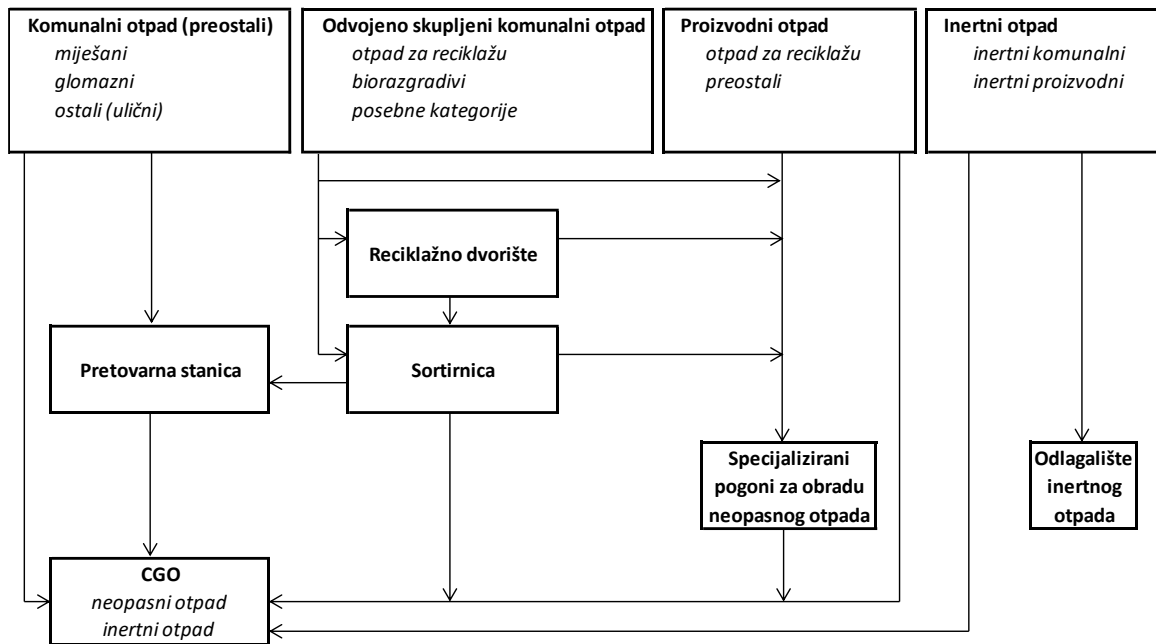 Komunalni otpad (preostali)
miješani
glomazni
ostali (ulični)
Odvojeno skupljeni komunalni otpad
otpad za reciklažu
biorazgradivi
posebne kategorije
Proizvodni otpad
otpad za reciklažu
preostali
Inertni otpad
inertni komunalni
inertni proizvodni
Reciklažno dvorište
Pretovarna stanica
Sortirnica
Specijalizirani
pogoni za obradu
neopasnog otpada
Odlagalište
inertnog
otpada
CGO
neopasni otpad
inertni otpad